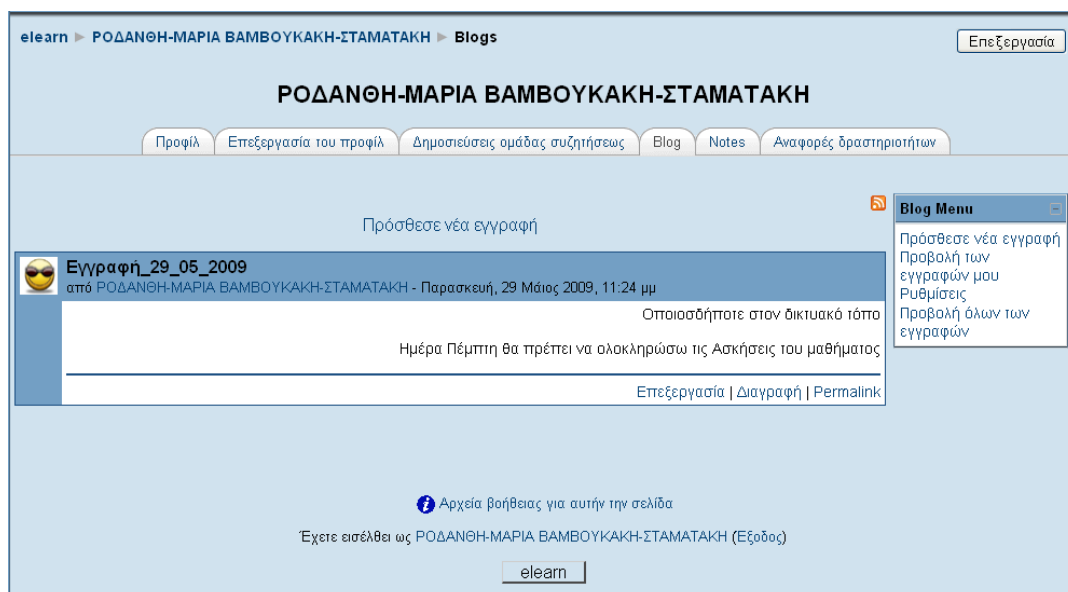 elearn ► ΡΟΔΑΝΘΗ-ΜΑΡΙΑ ΒΑΜΒΟΥΚΑΚΗ-ΣΤΑΜΑΤΑΚΗ ► Blogs
Επεξεργασία
ΡΟΔΑΝΘΗ-ΜΑΡΙΑ ΒΑΜΒΟΥΚΑΚΗ-ΣΤΑΜΑΤΑΚΗ
Προφίλ Επεξεργασία του προφίλ Δημοσιεύσεις ομάδας συζητήσεως Blog Notes Αναφορές δραστηριοτήτων
Πρόσθεσε νέα εγγραφή
Εγγραφή_29_05_2009
από ΡΟΔΑΝΘΗ-ΜΑΡΙΑ ΒΑΜΒΟΥΚΑΚΗ-ΣΤΑΜΑΤΑΚΗ - Παρασκευή, 29 Μάιος 2009, 11:24 μμ
Οποιοσδήποτε στον δικτυακό τόπο
Ημέρα Πέμπτη θα πρέπει να ολοκληρώσω τις Ασκήσεις του μαθήματος
Επεξεργασία | Διαγραφή | Permalink
Blog Menu
Πρόσθεσε νέα εγγραφή
Προβολή των
εγγραφών μου
Ρυθμίσεις
Προβολή όλων των
εγγραφών
Αρχεία βοήθειας για αυτήν την σελίδα
Έχετε εισέλθει ως ΡΟΔΑΝΘΗ-ΜΑΡΙΑ ΒΑΜΒΟΥΚΑΚΗ-ΣΤΑΜΑΤΑΚΗ (Έξοδος)
elearn